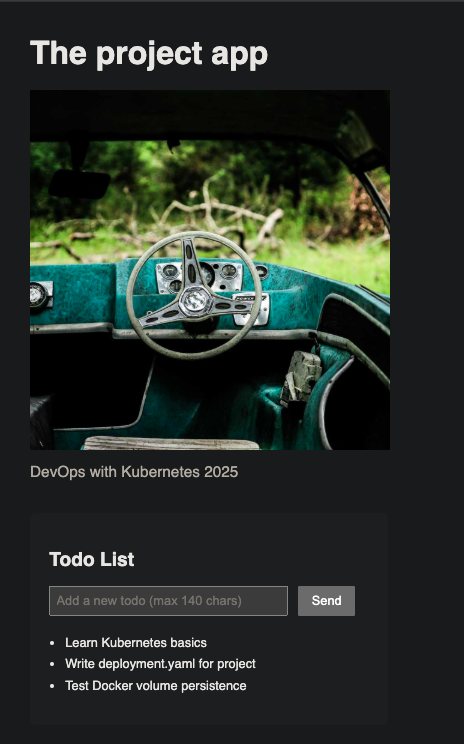 The project app
DevOps with Kubernetes 2025
Todo List
Add a new todo (max 140 chars)
Send
Learn Kubernetes basics
Write deployment.yaml for project
Test Docker volume persistence